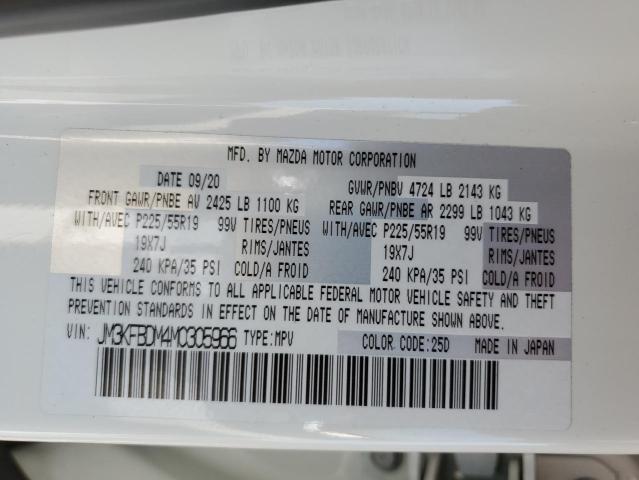 MFD. BY MAZDA MOTOR CORPORATION
DATE 09/20 GVWR/PNBV 4724 LB 2143 KG
FRONT GAWR/PNBE AV 2425 LB 1100 KG REAR GAWR/PNBE AR 2299 LB 1043 KG
WITH/AVEC P225/55R19 99V TIRES/PNEUS WITH/AVEC P225/55R19 99V TIRES/PNEUS
19X7J RIMS/JANTES 19X7J RIMS/JANTES
240 KPA/35 PSI COLD/A FROID 240 KPA/35 PSI COLD/A FROID
THIS VEHICLE CONFORMS TO ALL APPLICABLE FEDERAL MOTOR VEHICLE SAFETY AND THEFT
PREVENTION STANDARDS IN EFFECT ON THE DATE OF MANUFACTURE SHOWN ABOVE.
VIN: JM3KFBDM4M0305966 TYPE:MPV COLOR CODE:25D MADE IN JAPAN